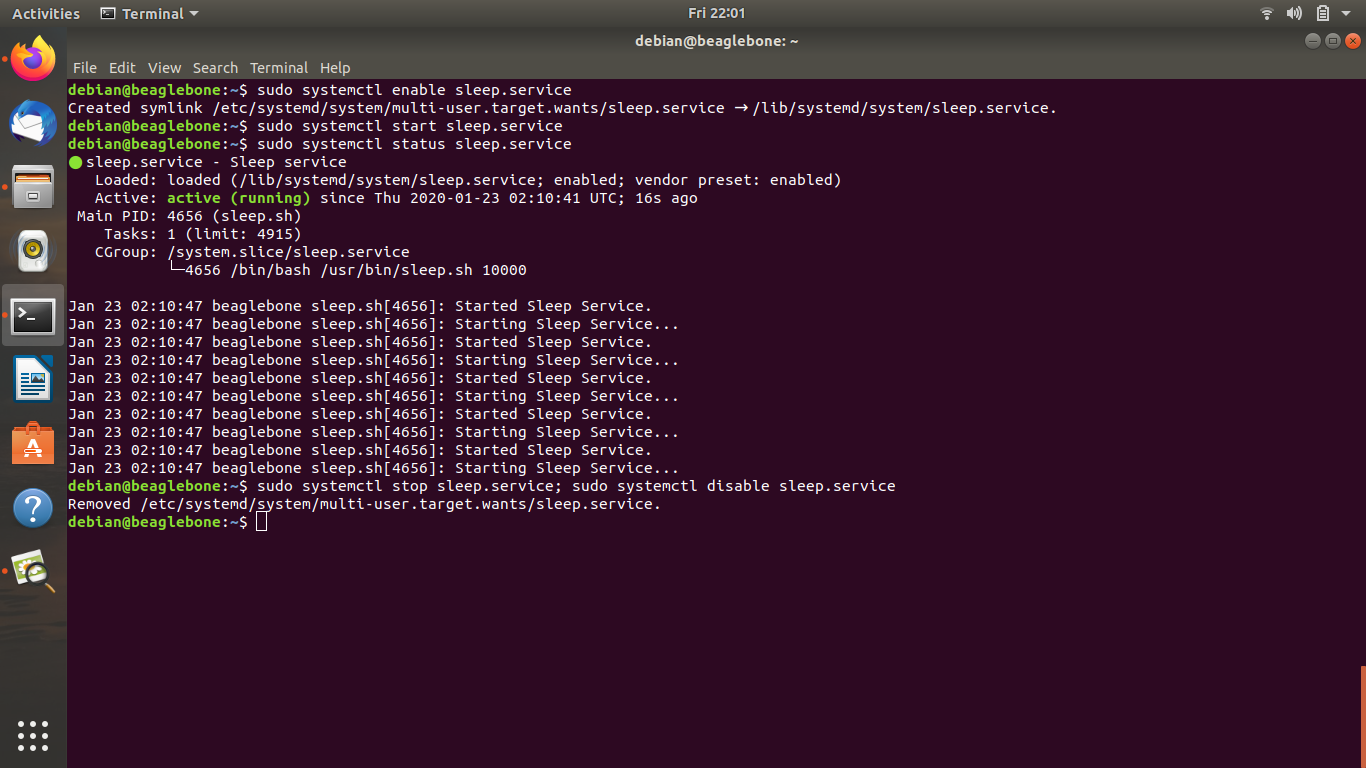 Activities Terminal Fri 22:01
debian@beaglebone: ~
File Edit View Search Terminal Help
debian@beaglebone:~$ sudo systemctl enable sleep.service
Created symlink /etc/systemd/system/multi-user.target.wants/sleep.service → /lib/systemd/system/sleep.service.
debian@beaglebone:~$ sudo systemctl start sleep.service
debian@beaglebone:~$ sudo systemctl status sleep.service
● sleep.service - Sleep service
   Loaded: loaded (/lib/systemd/system/sleep.service; enabled; vendor preset: enabled)
   Active: active (running) since Thu 2020-01-23 02:10:41 UTC; 16s ago
 Main PID: 4656 (sleep.sh)
    Tasks: 1 (limit: 4915)
   CGroup: /system.slice/sleep.service
           └─4656 /bin/bash /usr/bin/sleep.sh 10000

Jan 23 02:10:47 beaglebone sleep.sh[4656]: Started Sleep Service.
Jan 23 02:10:47 beaglebone sleep.sh[4656]: Starting Sleep Service...
Jan 23 02:10:47 beaglebone sleep.sh[4656]: Started Sleep Service.
Jan 23 02:10:47 beaglebone sleep.sh[4656]: Starting Sleep Service...
Jan 23 02:10:47 beaglebone sleep.sh[4656]: Started Sleep Service.
Jan 23 02:10:47 beaglebone sleep.sh[4656]: Starting Sleep Service...
Jan 23 02:10:47 beaglebone sleep.sh[4656]: Started Sleep Service.
Jan 23 02:10:47 beaglebone sleep.sh[4656]: Starting Sleep Service...
Jan 23 02:10:47 beaglebone sleep.sh[4656]: Started Sleep Service.
Jan 23 02:10:47 beaglebone sleep.sh[4656]: Starting Sleep Service...
debian@beaglebone:~$ sudo systemctl stop sleep.service; sudo systemctl disable sleep.service
Removed /etc/systemd/system/multi-user.target.wants/sleep.service.
debian@beaglebone:~$